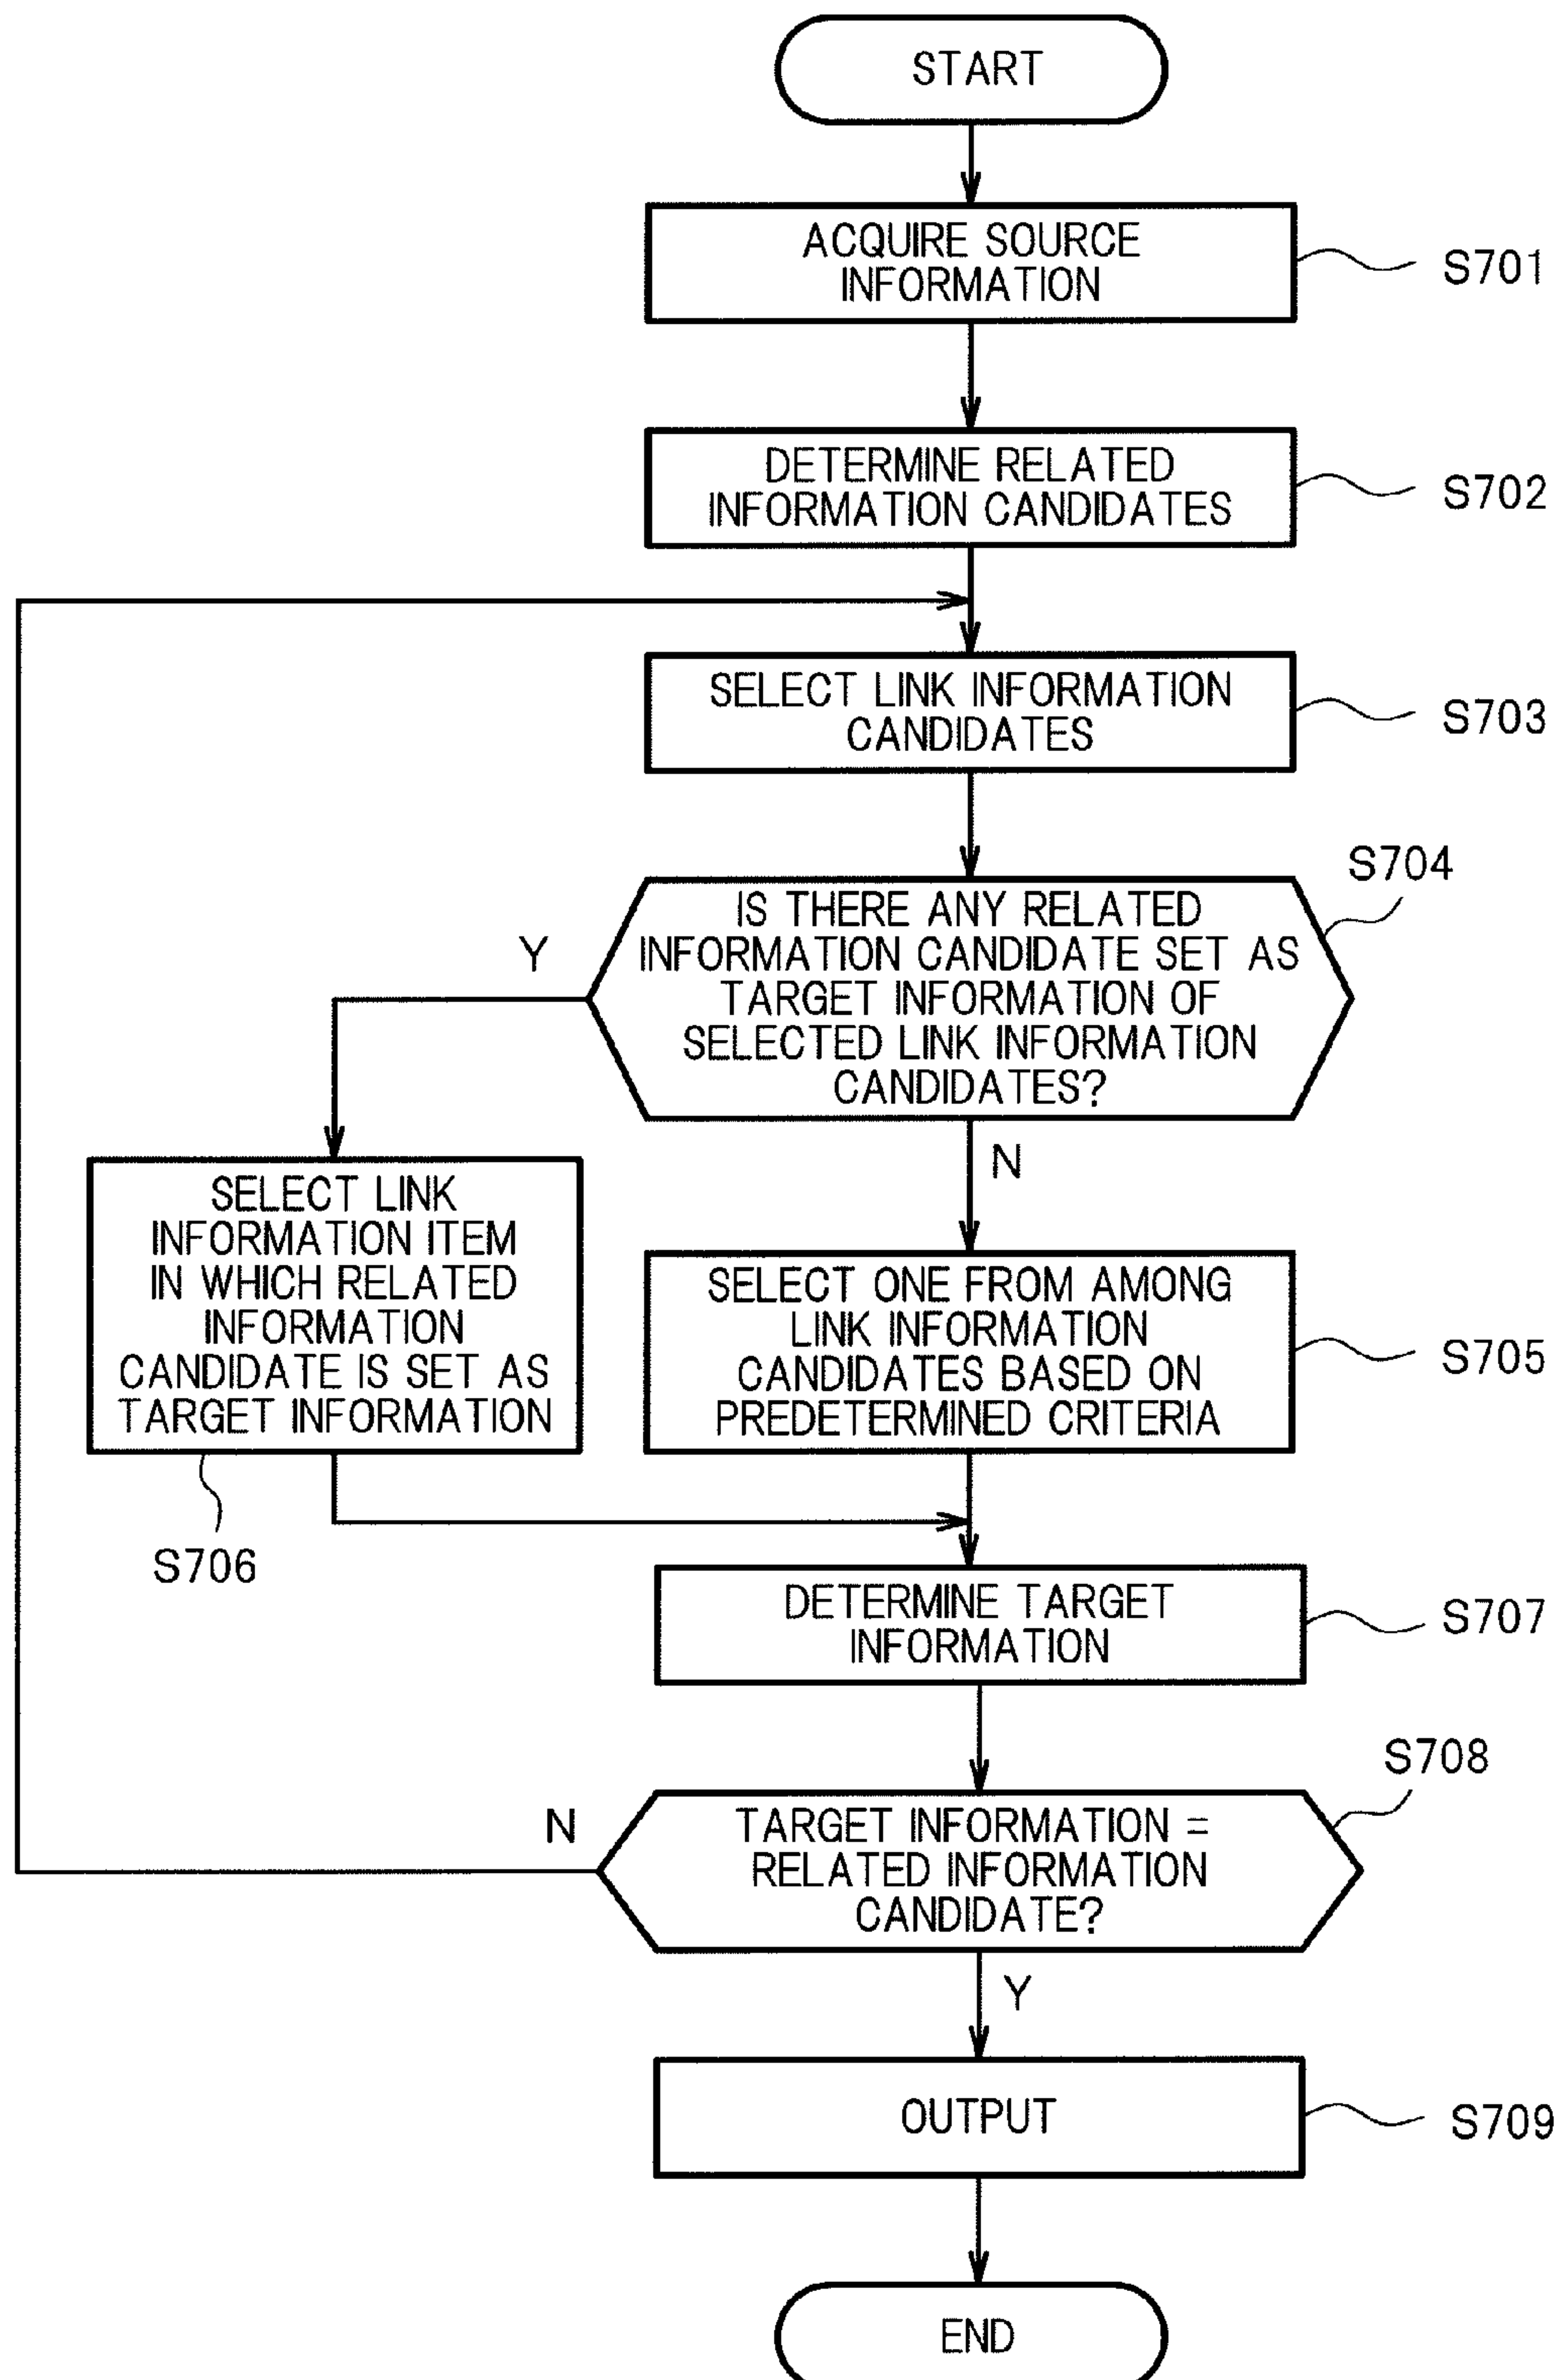 START
ACQUIRE SOURCE
INFORMATION
S701
DETERMINE RELATED
INFORMATION CANDIDATES
S702
SELECT LINK INFORMATION
CANDIDATES
S703
S704
IS THERE ANY RELATED
INFORMATION CANDIDATE SET AS
TARGET INFORMATION OF
SELECTED LINK INFORMATION
CANDIDATES?
Y
N
SELECT LINK
INFORMATION ITEM
IN WHICH RELATED
INFORMATION
CANDIDATE IS SET AS
TARGET INFORMATION
S706
SELECT ONE FROM AMONG
LINK INFORMATION
CANDIDATES BASED ON
PREDETERMINED CRITERIA
S705
DETERMINE TARGET
INFORMATION
S707
S708
TARGET INFORMATION =
RELATED INFORMATION
CANDIDATE?
N
Y
OUTPUT
S709
END